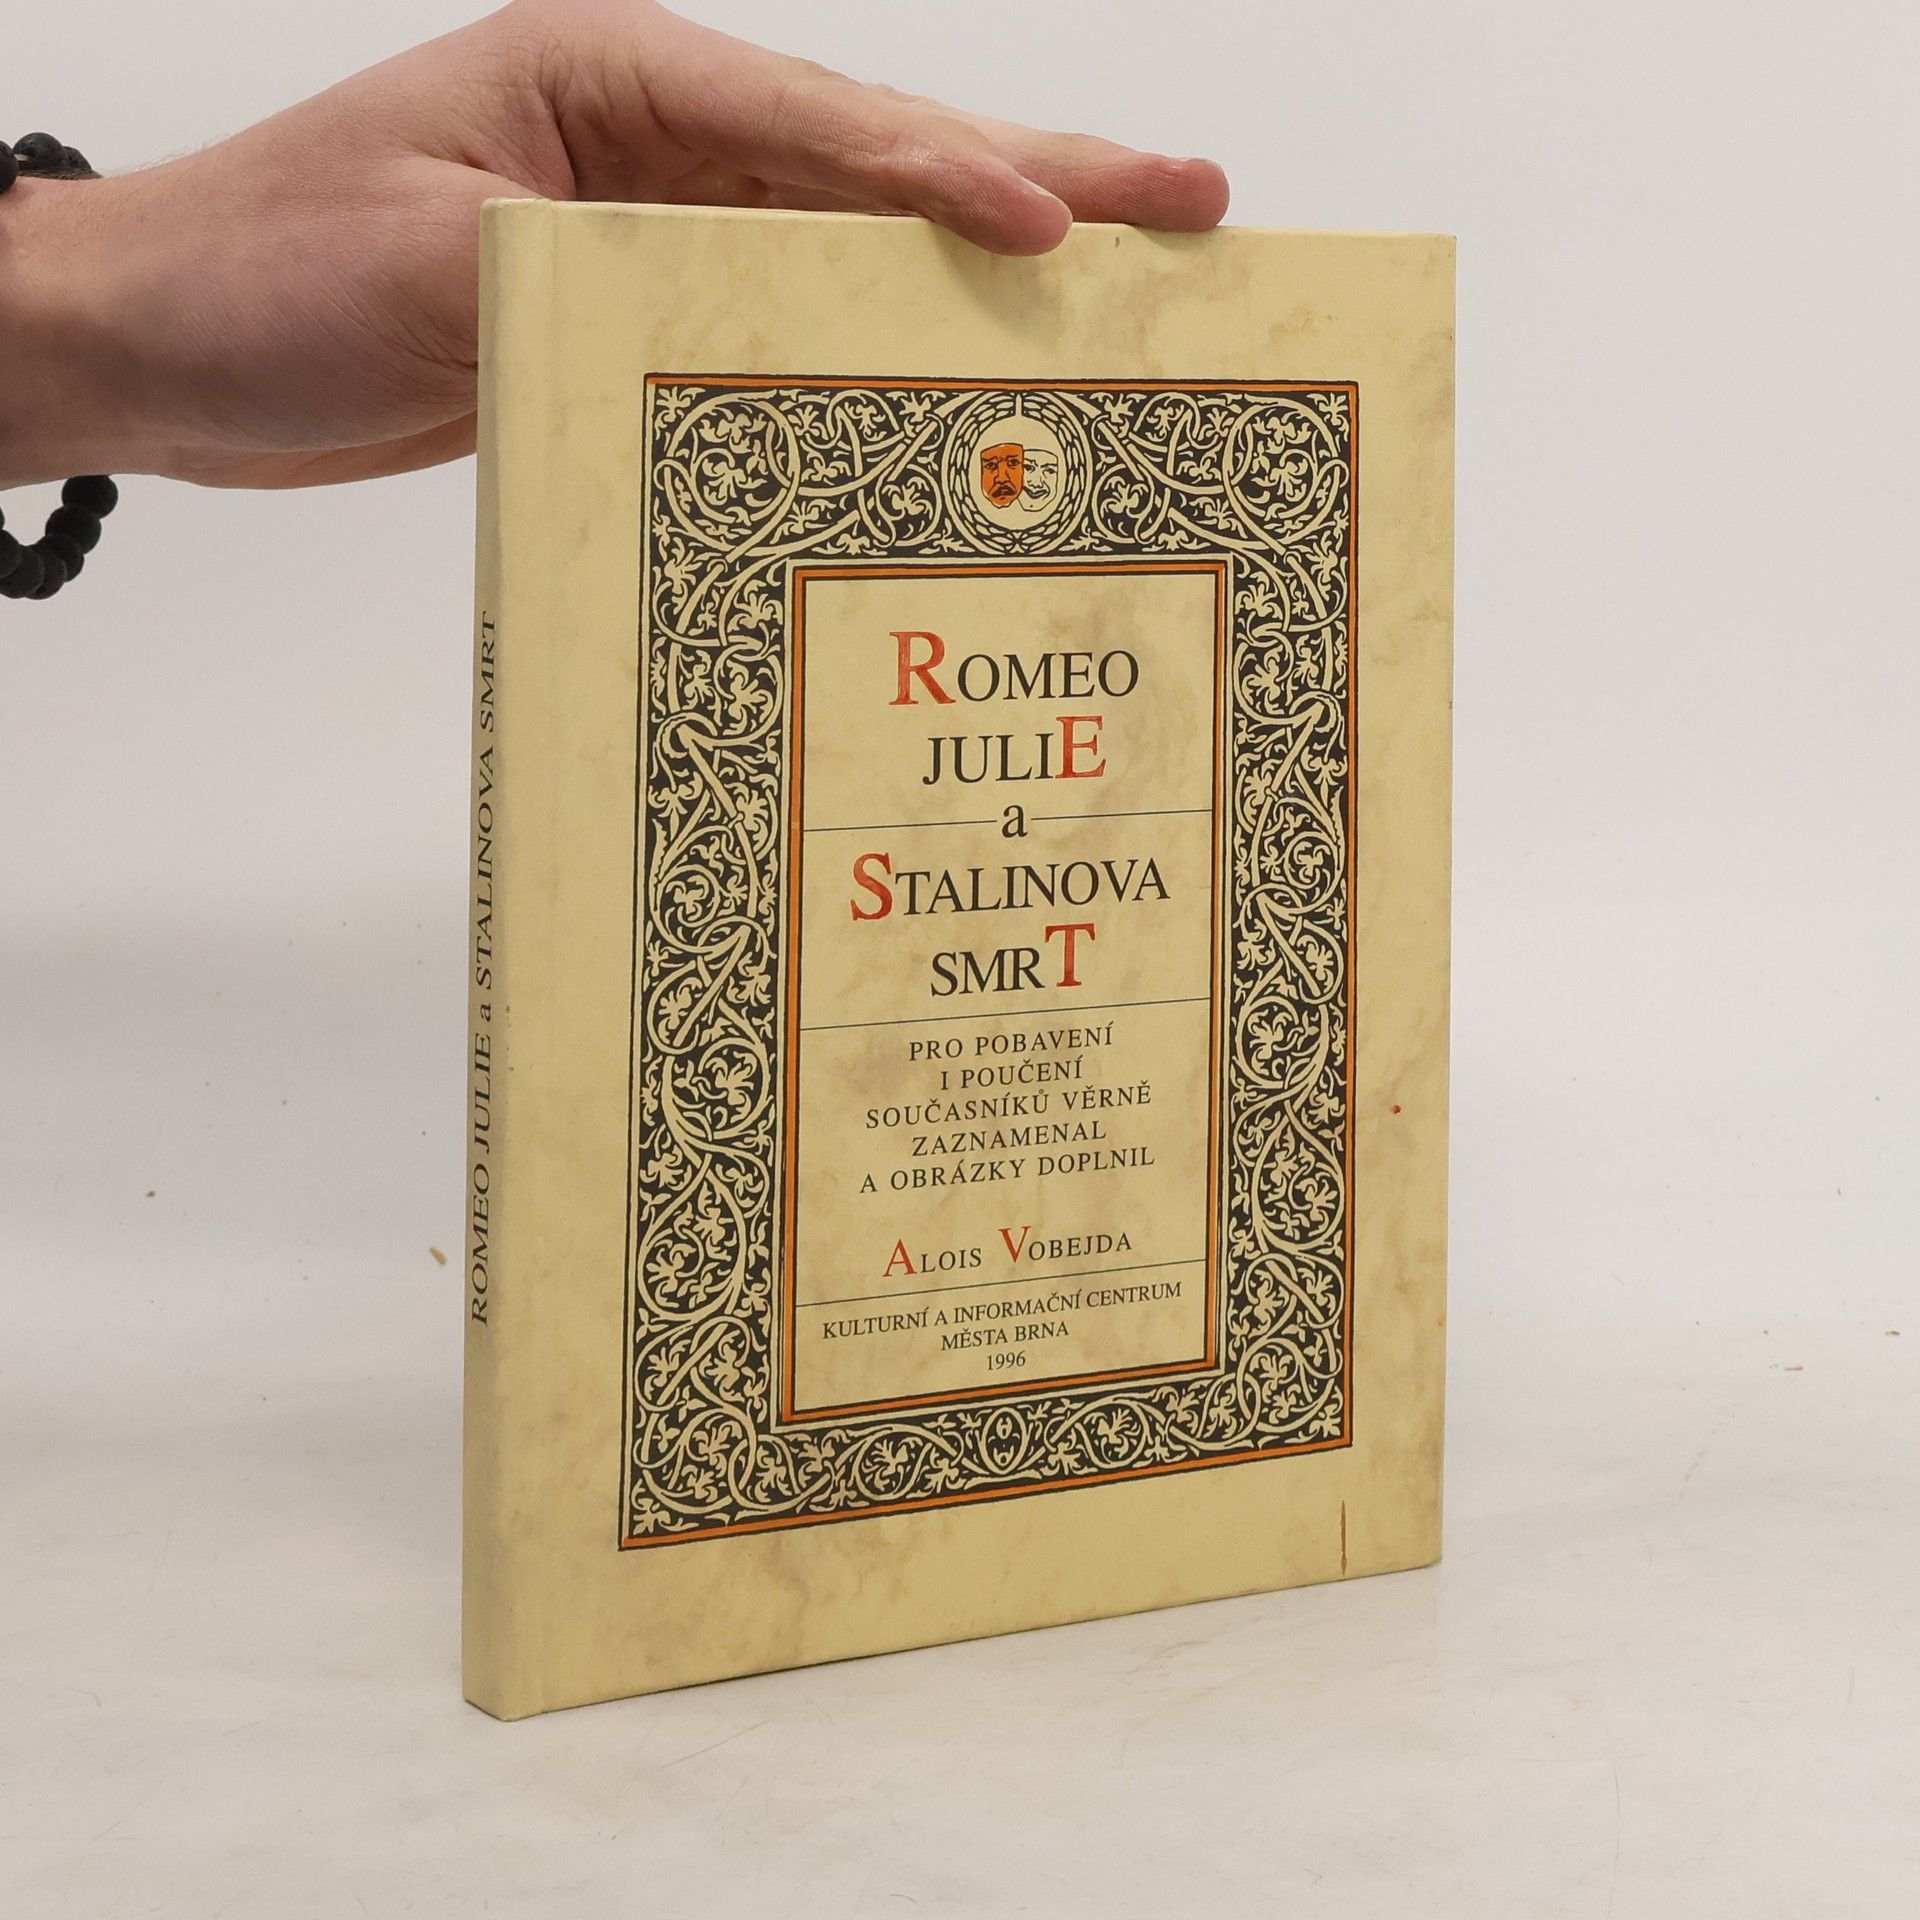 ROMEO JULIE a STALINOVA SMRT
ROMEO
JULIE
a
STALINOVA
SMRT
PRO POBAVENÍ
I POUČENÍ
SOUČASNÍKŮ VĚRNĚ
ZAZNAMENAL
A OBRÁZKY DOPLNIL
ALOIS VOBEJDA
KULTURNÍ A INFORMAČNÍ CENTRUM
MĚSTA BRNA
1996